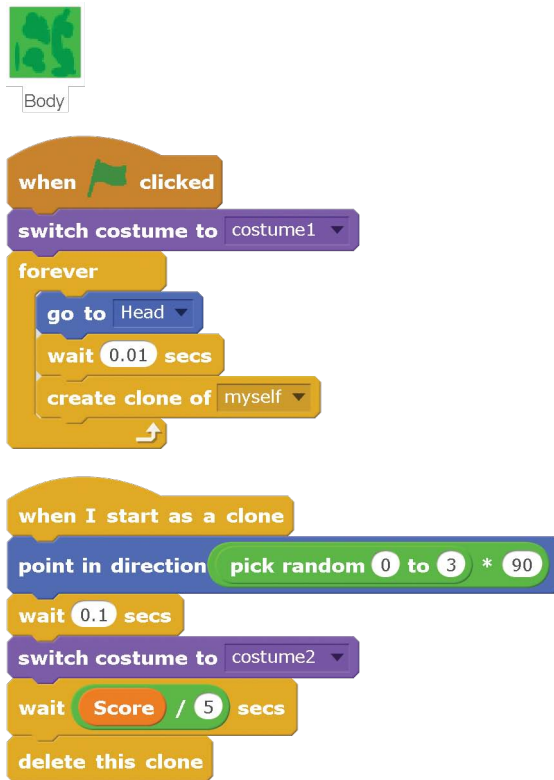 Body
when clicked
switch costume to costume1
forever
go to Head
wait 0.01 secs
create clone of myself
when I start as a clone
point in direction pick random 0 to 3 * 90
wait 0.1 secs
switch costume to costume2
wait Score / 5 secs
delete this clone